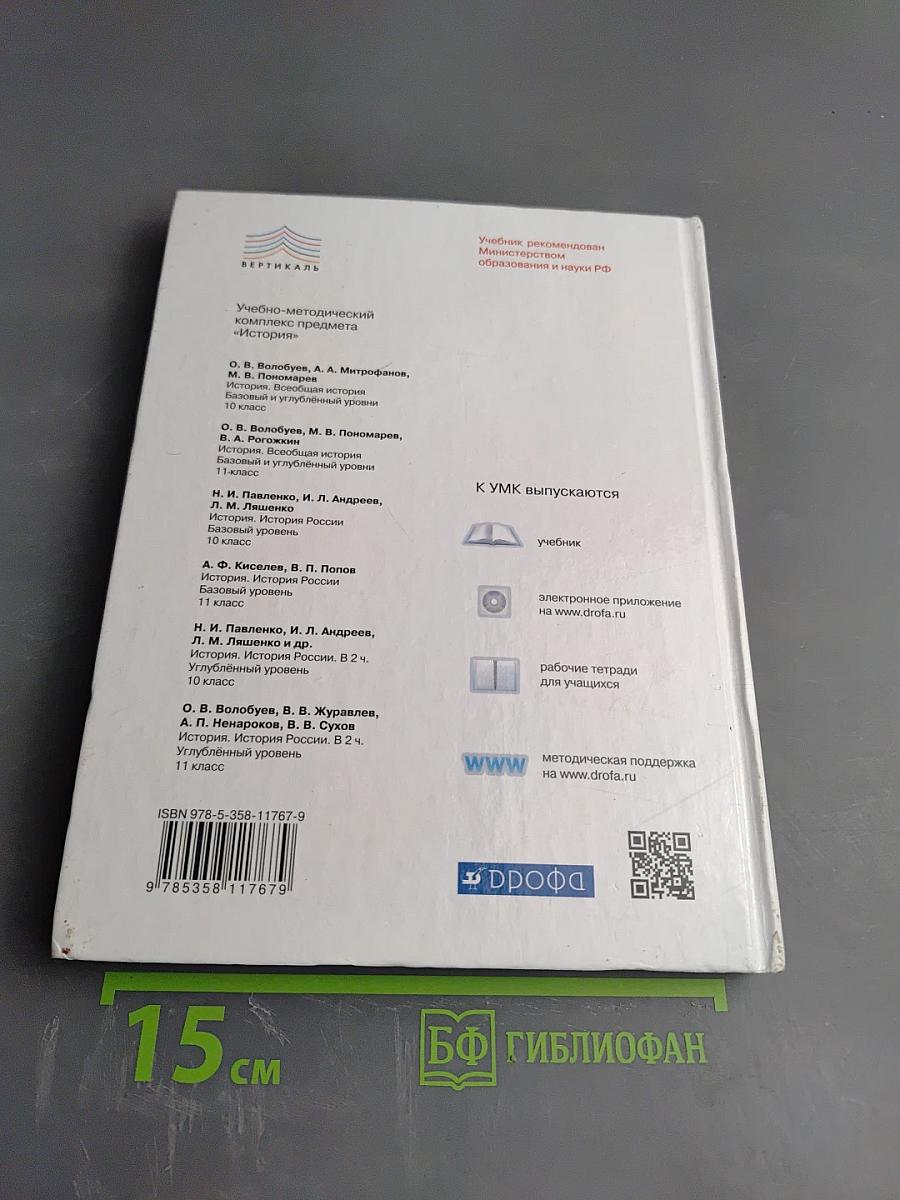 ВЕРТИКАЛЬ
Учебник рекомендован
Министерством
образования и науки РФ
Учебно-методический
комплекс предмета
«История»
О. В. Волобуев, А. А. Митрофанов,
М. В. Пономарев
История. Всеобщая история
Базовый и углублённый уровни
10 класс
О. В. Волобуев, М. В. Пономарев,
В. А. Рогожкин
История. Всеобщая история
Базовый и углублённый уровни
11 класс
Н. И. Павленко, И. Л. Андреев,
Л. М. Ляшенко
История. История России
Базовый уровень
10 класс
А. Ф. Киселев, В. П. Попов
История. История России
Базовый уровень
11 класс
Н. И. Павленко, И. Л. Андреев,
Л. М. Ляшенко и др.
История. История России. В 2 ч.
Углублённый уровень
10 класс
О. В. Волобуев, В. В. Журавлев,
А. П. Ненароков, В. В. Сухов
История. История России. В 2 ч.
Углублённый уровень
11 класс
К УМК выпускаются
учебник
электронное приложение
на www.drofa.ru
рабочие тетради
для учащихся
www
методическая поддержка
на www.drofa.ru
ISBN 978-5-358-11767-9
9 785358 117679
дрофа
15 см
БФ ГИБЛИОФАН